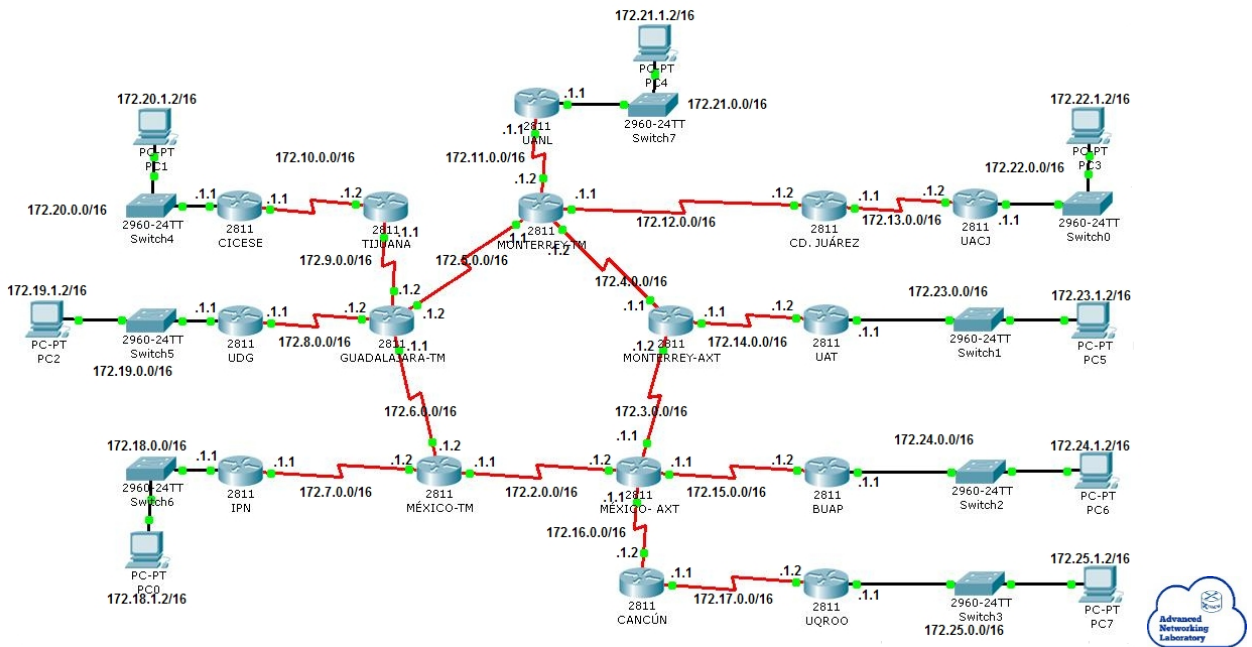 172.21.1.2/16
PC-PT
PC4
.1.1
172.21.0.0/16
2811
UANL
2960-24TT
Switch7
.1.1
172.11.0.0/16
.1.2
172.20.1.2/16
PC-PT
PC1
172.10.0.0/16
.1.1
.1.1
.1.2
172.20.0.0/16
2960-24TT
Switch4
2811
CICESE
2811
TIJUANA
.1.1
172.22.1.2/16
PC-PT
PC3
172.22.0.0/16
.1.1
.1.2
.1.1
.1.2
.1.1
172.12.0.0/16
172.13.0.0/16
2811
MONTERREY-TM
2811
CD. JUÁREZ
2811
UACJ
2960-24TT
Switch0
.1.1
.1.2
172.9.0.0/16
172.5.0.0/16
172.4.0.0/16
172.19.1.2/16
PC-PT
PC2
.1.1
.1.1
.1.2
.1.2
.1.2
2960-24TT
Switch5
172.19.0.0/16
2811
UDG
172.8.0.0/16
2811
GUADALAJARA-TM
.1.1
172.23.0.0/16
172.23.1.2/16
.1.1
.1.1
.1.2
.1.1
.1.2
2811
MONTERREY-AXT
172.14.0.0/16
2811
UAT
2960-24TT
Switch1
PC-PT
PC5
172.6.0.0/16
172.3.0.0/16
172.18.0.0/16
.1.1
.1.1
.1.2
.1.2
.1.1
.1.2
.1.1
.1.1
.1.2
.1.1
172.24.0.0/16
172.24.1.2/16
2960-24TT
Switch6
2811
IPN
172.7.0.0/16
2811
MÉXICO-TM
172.2.0.0/16
2811
MÉXICO- AXT
172.15.0.0/16
2811
BUAP
2960-24TT
Switch2
PC-PT
PC6
.1.1
172.16.0.0/16
.1.2
PC-PT
PC0
172.18.1.2/16
.1.1
.1.2
.1.1
172.25.1.2/16
2811
CANCÚN
172.17.0.0/16
2811
UQROO
2960-24TT
Switch3
172.25.0.0/16
PC-PT
PC7
Advanced
Networking
Laboratory